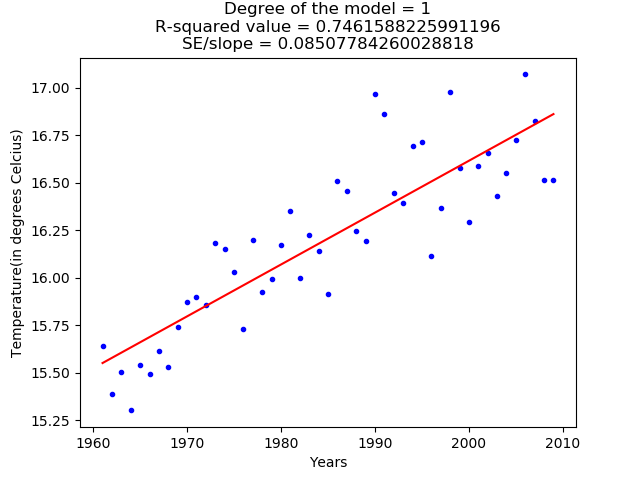 Degree of the model = 1
R-squared value = 0.7461588225991196
SE/slope = 0.08507784260028818
Temperature(in degrees Celcius)
17.00
16.75
16.50
16.25
16.00
15.75
15.50
15.25
1960 1970 1980 1990 2000 2010
Years